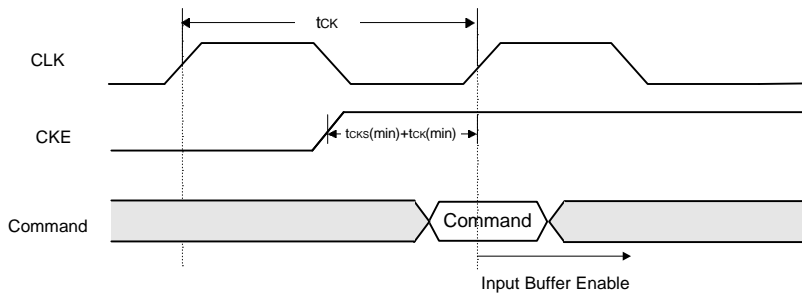 tCK
CLK
CKE
tCKS(min)+tCK(min)
Command
Command
Input Buffer Enable